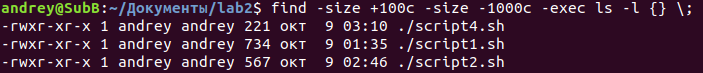 andrey@SubB:~/Документы/lab2$ find -size +100c -size -1000c -exec ls -l {} \;
-rwxr-xr-x 1 andrey andrey 221 окт  9 03:10 ./script4.sh
-rwxr-xr-x 1 andrey andrey 734 окт  9 01:35 ./script1.sh
-rwxr-xr-x 1 andrey andrey 567 окт  9 02:46 ./script2.sh